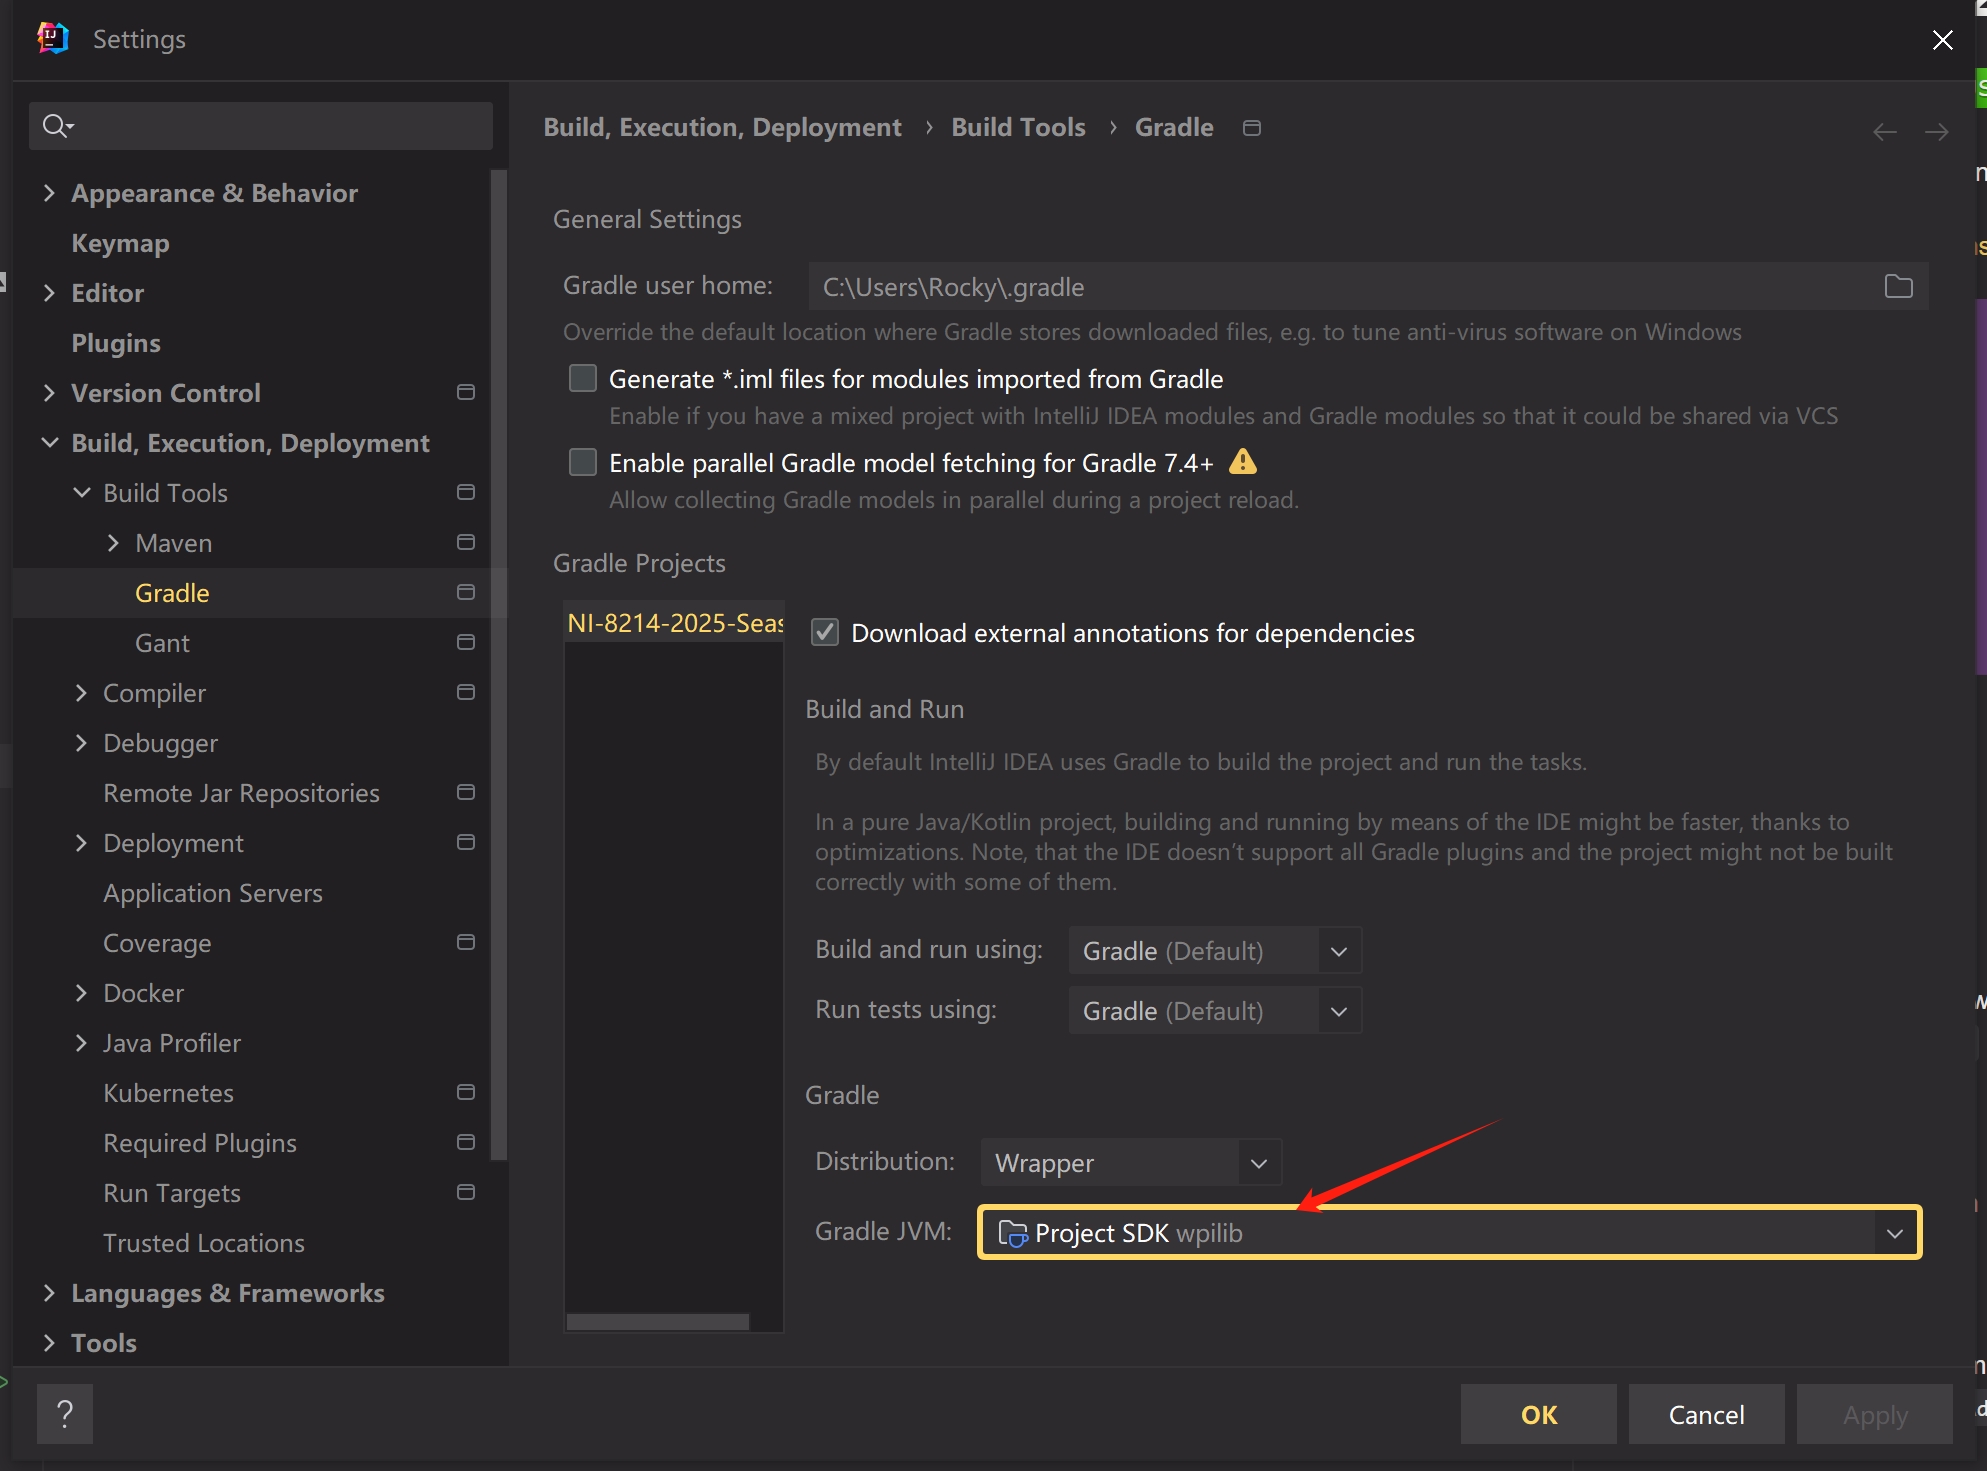 Settings
Appearance & Behavior
Keymap
Editor
Plugins
Version Control
Build, Execution, Deployment
Build Tools
Maven
Gradle
Gant
Compiler
Debugger
Remote Jar Repositories
Deployment
Application Servers
Coverage
Docker
Java Profiler
Kubernetes
Required Plugins
Run Targets
Trusted Locations
Languages & Frameworks
Tools
Build, Execution, Deployment › Build Tools › Gradle
General Settings
Gradle user home: C:\Users\Rocky\.gradle
Override the default location where Gradle stores downloaded files, e.g. to tune anti-virus software on Windows
Generate *.iml files for modules imported from Gradle
Enable if you have a mixed project with IntelliJ IDEA modules and Gradle modules so that it could be shared via VCS
Enable parallel Gradle model fetching for Gradle 7.4+
Allow collecting Gradle models in parallel during a project reload.
Gradle Projects
NI-8214-2025-Seas
Download external annotations for dependencies
Build and Run
By default IntelliJ IDEA uses Gradle to build the project and run the tasks.
In a pure Java/Kotlin project, building and running by means of the IDE might be faster, thanks to
optimizations. Note, that the IDE doesn't support all Gradle plugins and the project might not be built
correctly with some of them.
Build and run using: Gradle (Default)
Run tests using: Gradle (Default)
Gradle
Distribution: Wrapper
Gradle JVM: Project SDK wpilib
?
OK
Cancel
Apply